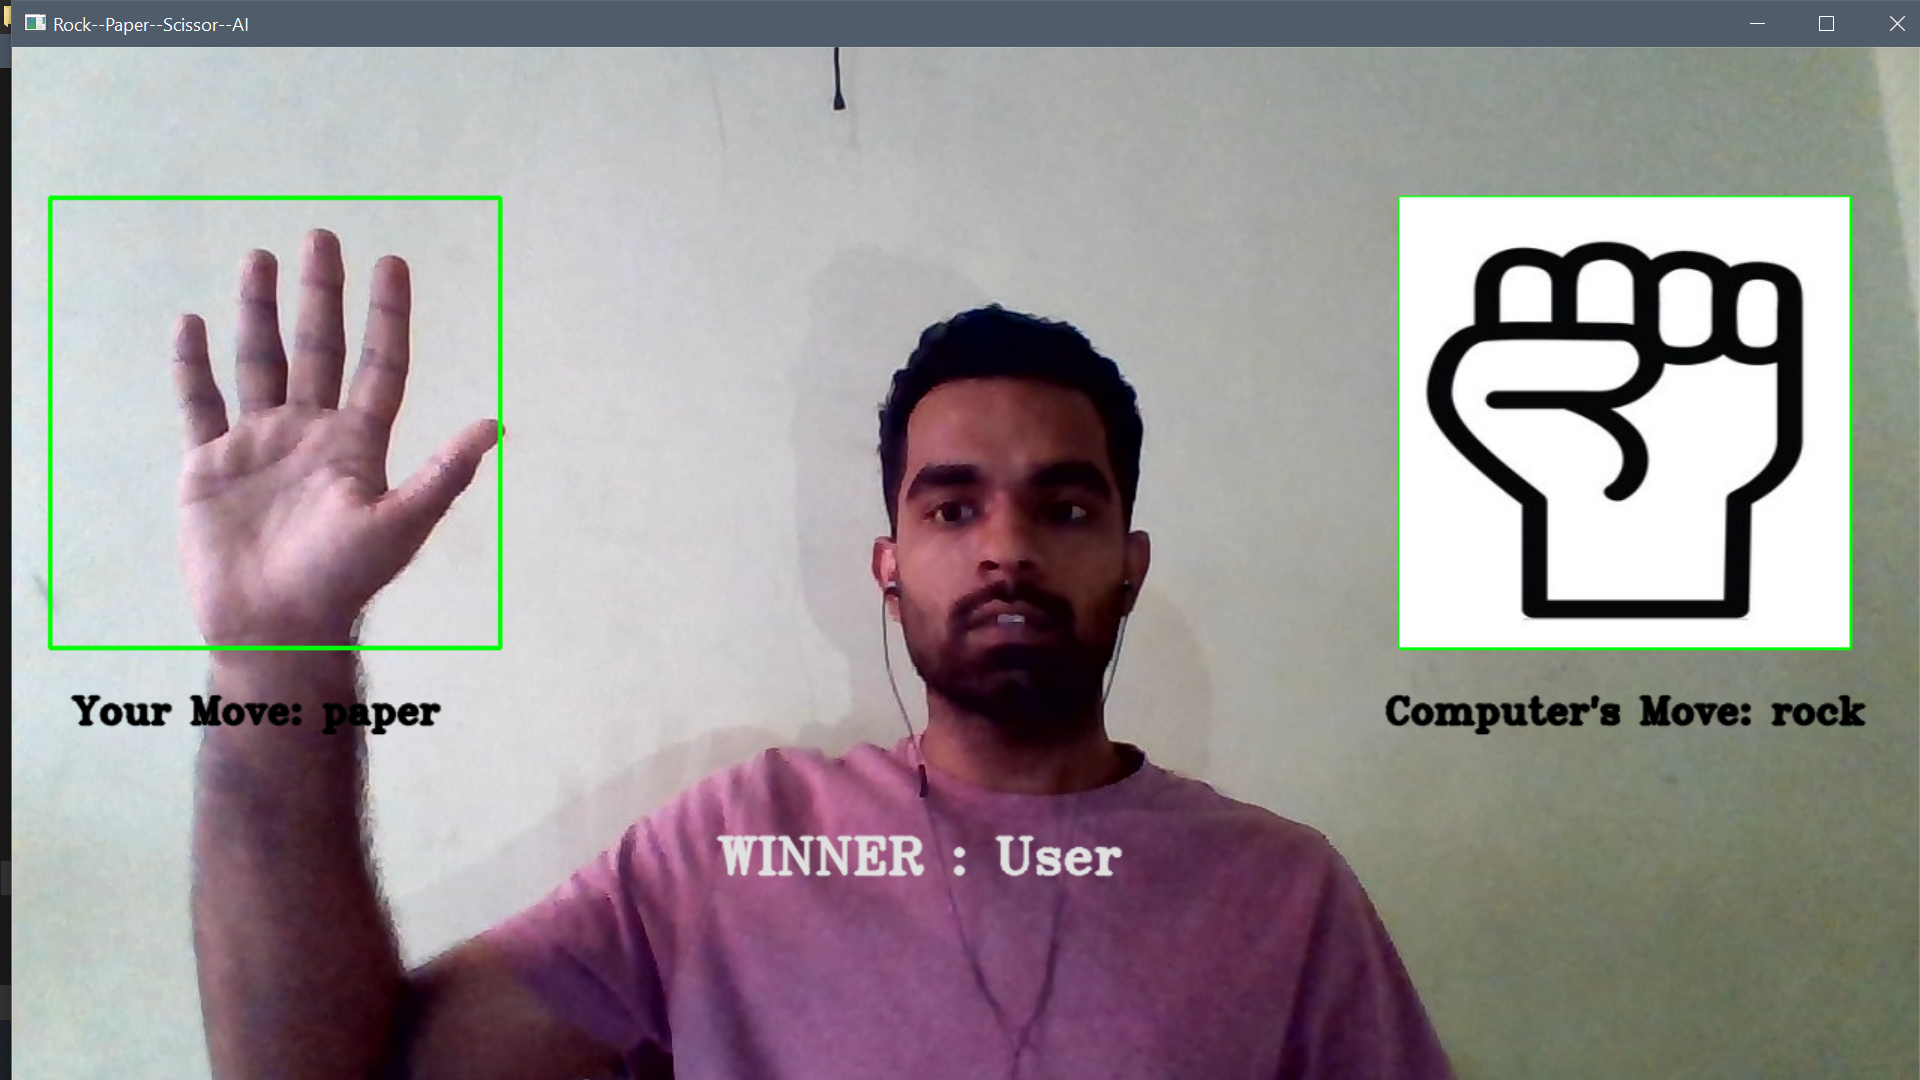 Rock--Paper--Scissor--AI
Your Move: paper
Computer's Move: rock
WINNER : User